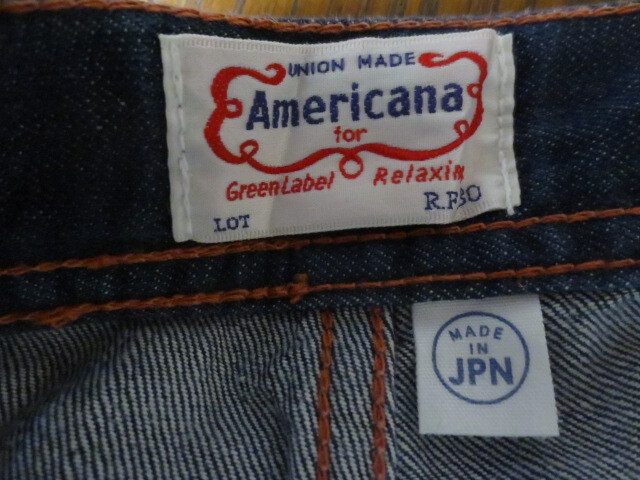 UNION MADE
Americana
for
GreenLabel Relaxin
LOT
MADE
IN
JPN